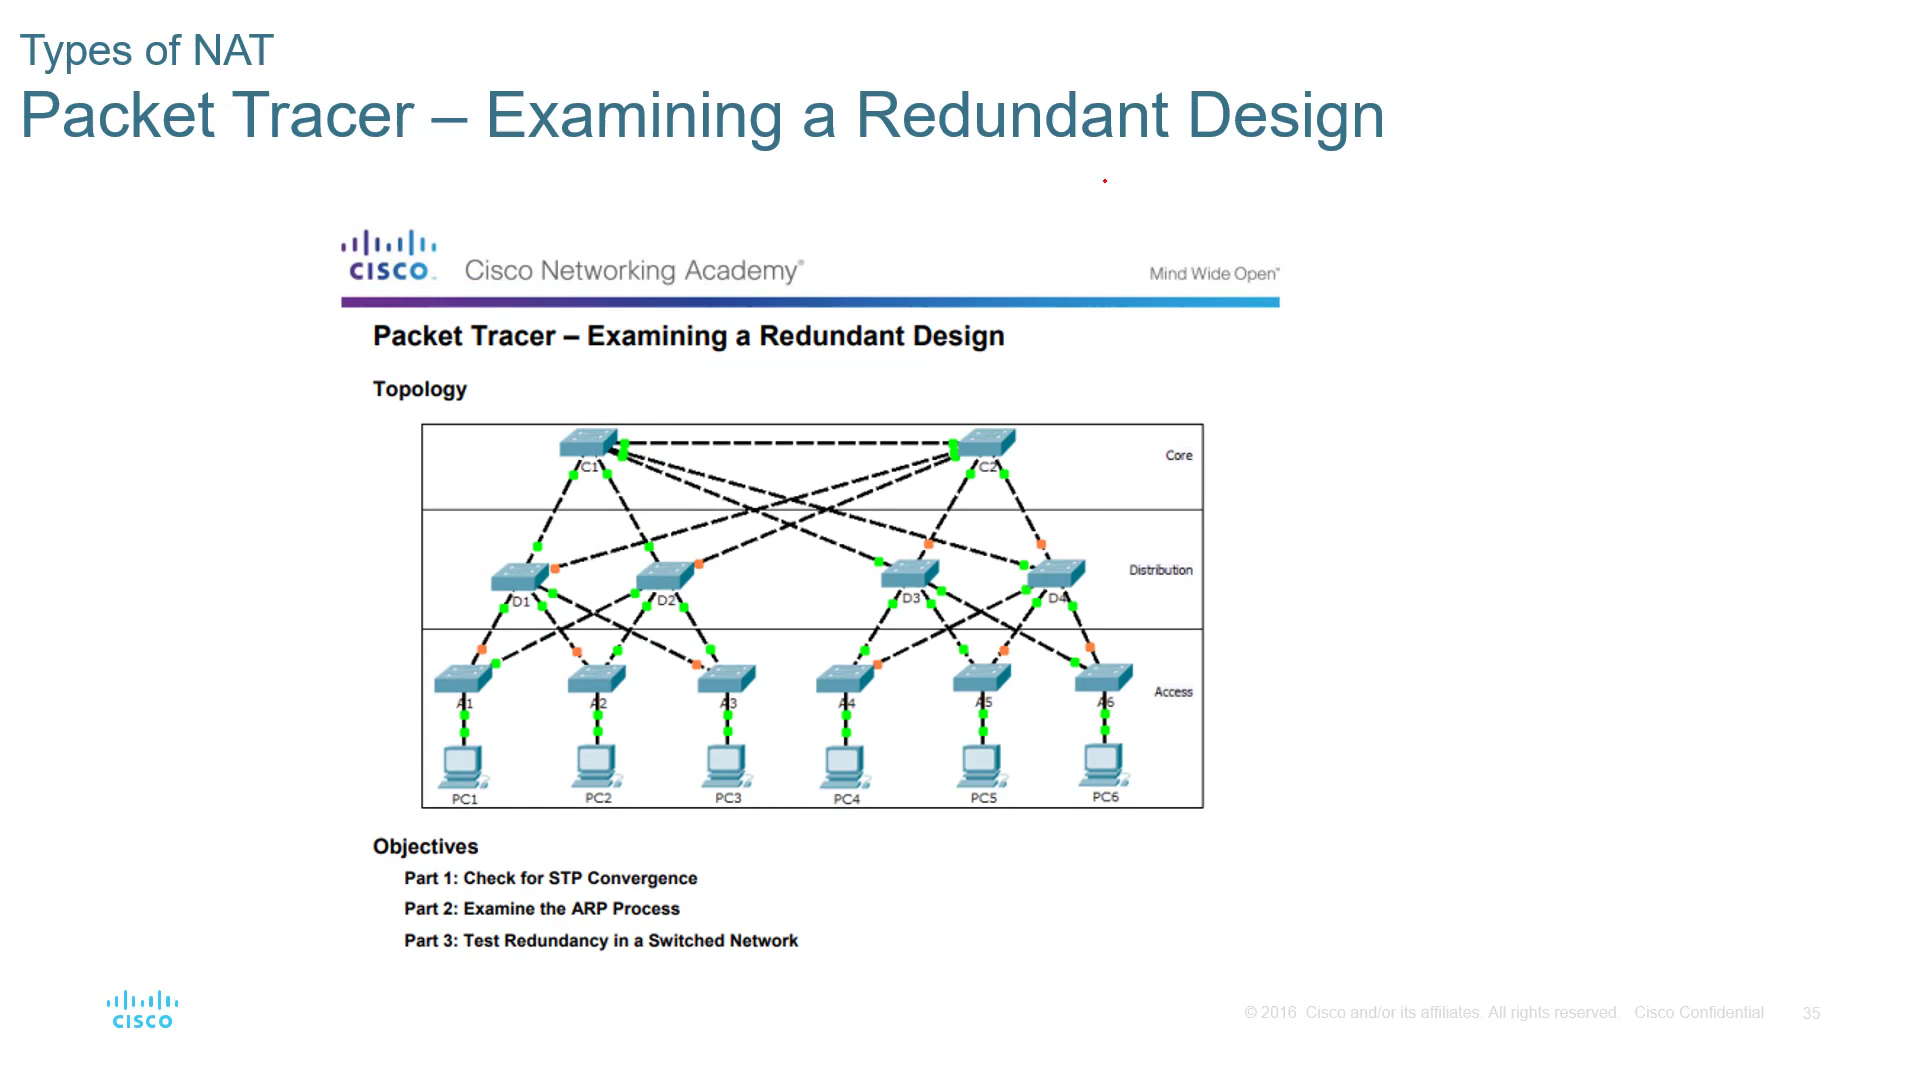 Types of NAT
Packet Tracer – Examining a Redundant Design
CISCO Cisco Networking Academy® Mind Wide Open™
Packet Tracer – Examining a Redundant Design
Topology
C1 C2 Core
D1 D2 D3 D4 Distribution
A1 A2 A3 A4 A5 A6 Access
PC1 PC2 PC3 PC4 PC5 PC6
Objectives
Part 1: Check for STP Convergence
Part 2: Examine the ARP Process
Part 3: Test Redundancy in a Switched Network
CISCO © 2016 Cisco and/or its affiliates. All rights reserved. Cisco Confidential 35